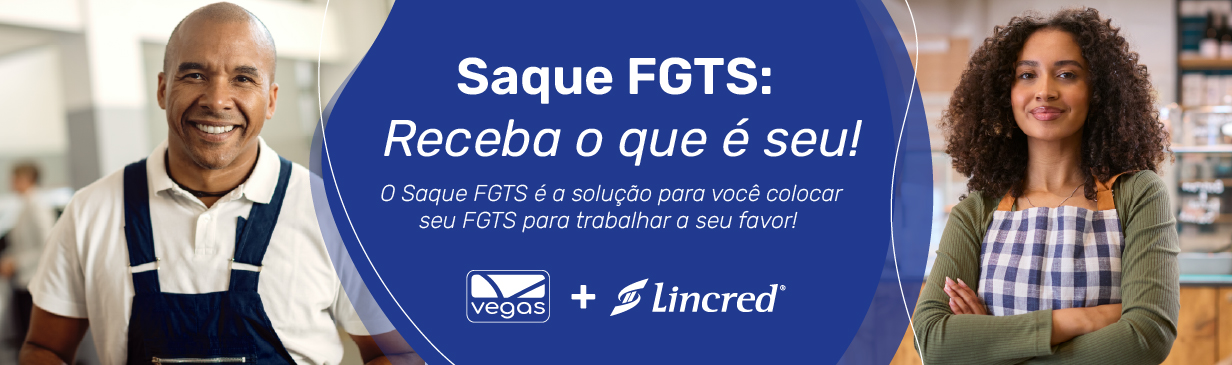 Saque FGTS:
Receba o que é seu!
O Saque FGTS é a solução para você colocar
seu FGTS para trabalhar a seu favor!
vegas + Lincred®